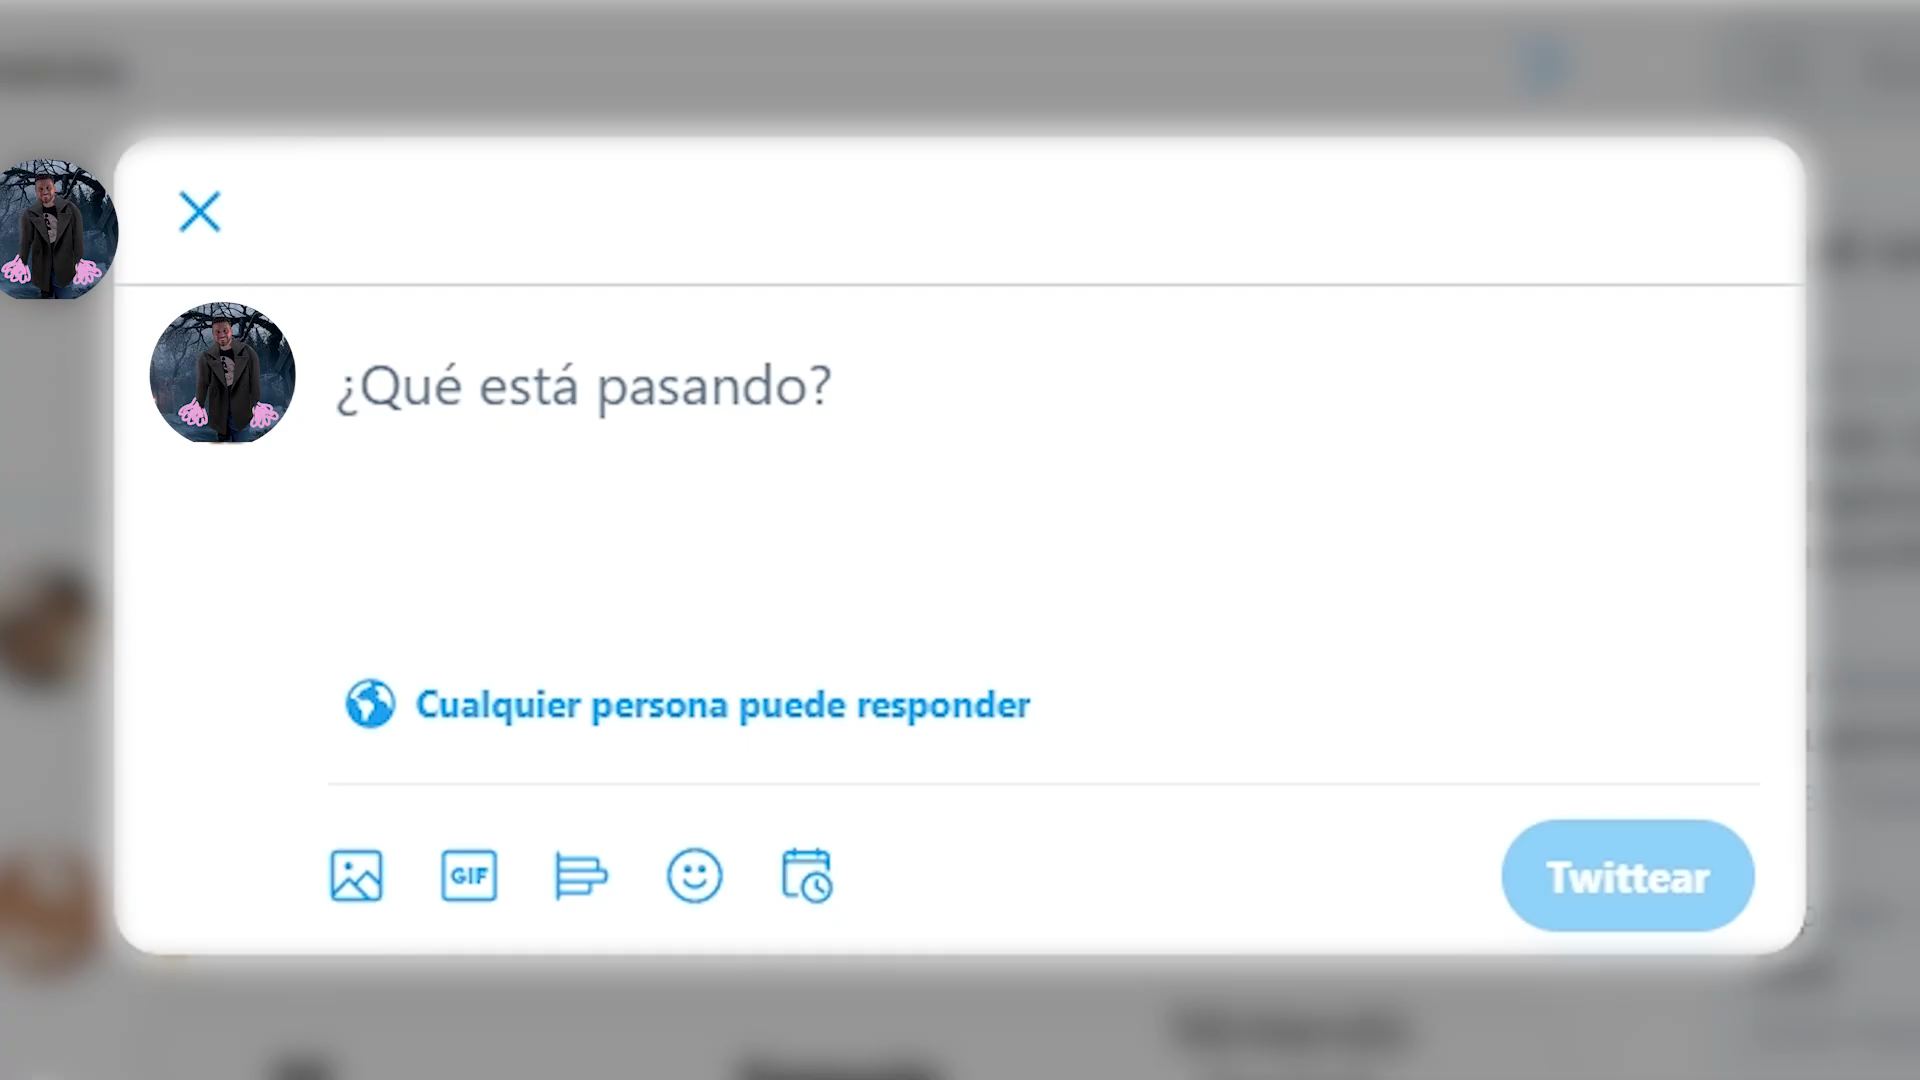 ¿Qué está pasando?
Cualquier persona puede responder
GIF
Twittear